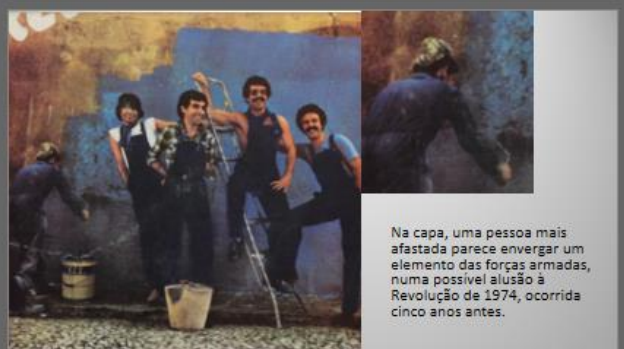 Na capa, uma pessoa mais
afastada parece envergar um
elemento das forças armadas,
numa possível alusão à
Revolução de 1974, ocorrida
cinco anos antes.